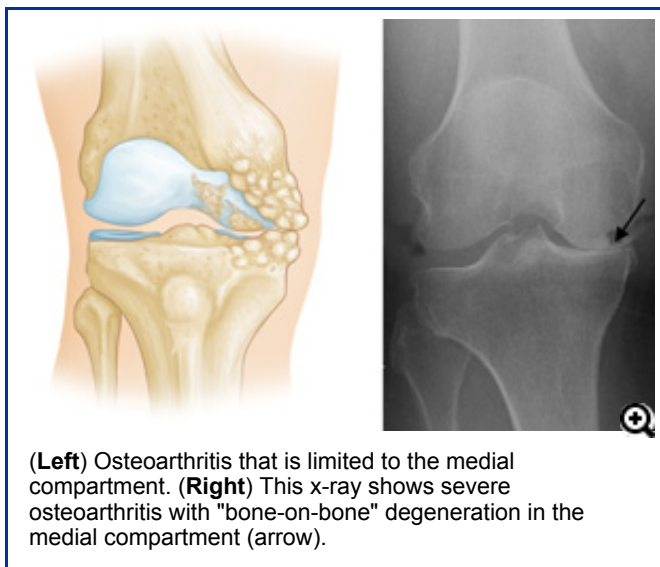 (Left) Osteoarthritis that is limited to the medial
compartment. (Right) This x-ray shows severe
osteoarthritis with "bone-on-bone" degeneration in the
medial compartment (arrow).